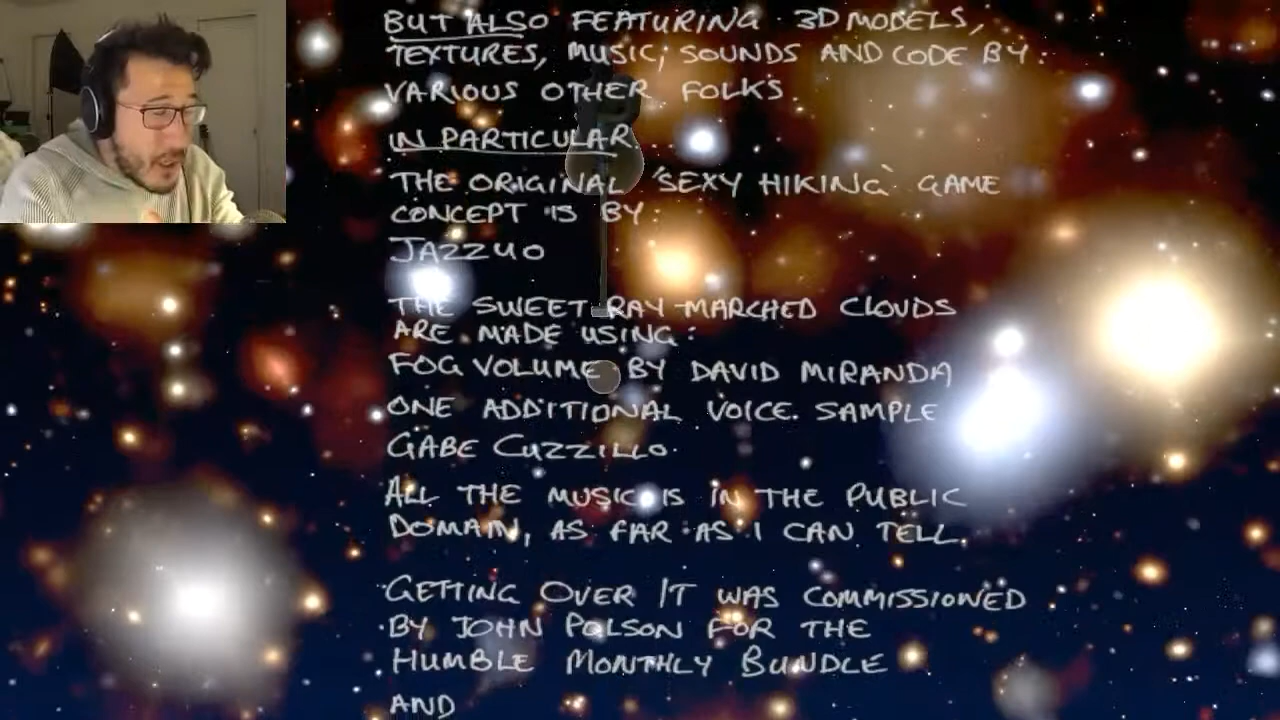 BUT ALSO FEATURING 3D MODELS,
TEXTURES, MUSIC, SOUNDS AND CODE BY:
VARIOUS OTHER FOLKS.
IN PARTICULAR
THE ORIGINAL 'SEXY HIKING' GAME
CONCEPT IS BY:
JAZZUO
THE SWEET RAY-MARCHED CLOUDS
ARE MADE USING:
FOG VOLUME BY DAVID MIRANDA
ONE ADDITIONAL VOICE SAMPLE
GABE CUZZILLO.
ALL THE MUSIC IS IN THE PUBLIC
DOMAIN, AS FAR AS I CAN TELL.
GETTING OVER IT WAS COMMISSIONED
BY JOHN POLSON FOR THE
HUMBLE MONTHLY BUNDLE
AND